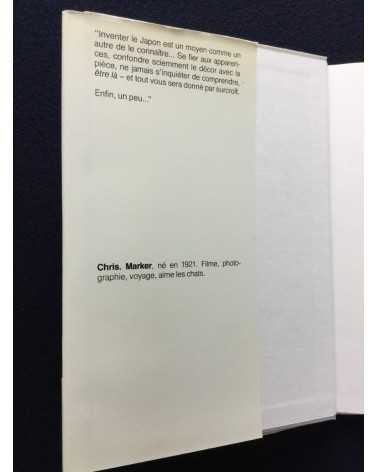 "Inventer le Japon est un moyen comme un
autre de le connaître... Se fier aux apparen-
ces, confondre sciemment le décor avec la
pièce, ne jamais s'inquiéter de comprendre,
être là – et tout vous sera donné par surcroît.
Enfin, un peu..."
Chris. Marker, né en 1921. Filme, photo-
graphie, voyage, aime les chats.